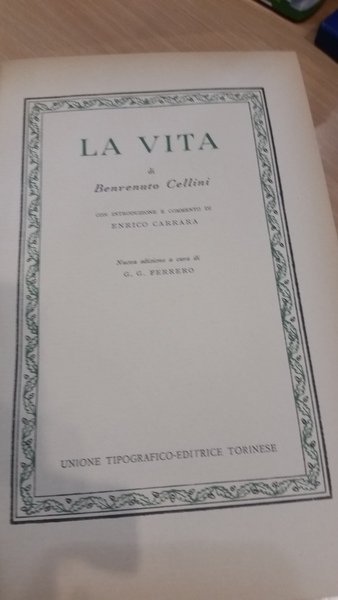 LA VITA
di
Benvenuto Cellini
CON INTRODUZIONE E COMMENTO DI
ENRICO CARRARA
Nuova edizione a cura di
G. G. FERRERO
UNIONE TIPOGRAFICO-EDITRICE TORINESE